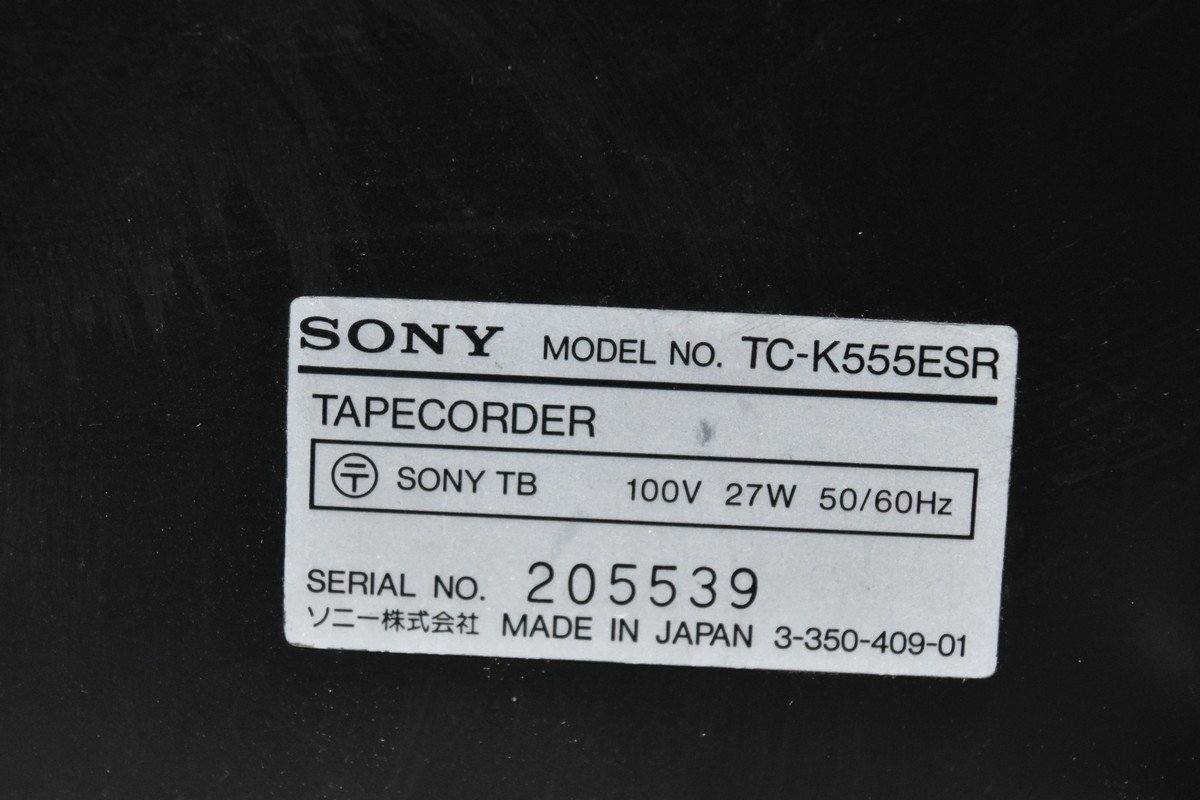 SONY MODEL NO. TC-K555ESR
TAPECORDER
〒 SONY TB 100V 27W 50/60Hz
SERIAL NO. 205539
ソニー株式会社 MADE IN JAPAN 3-350-409-01